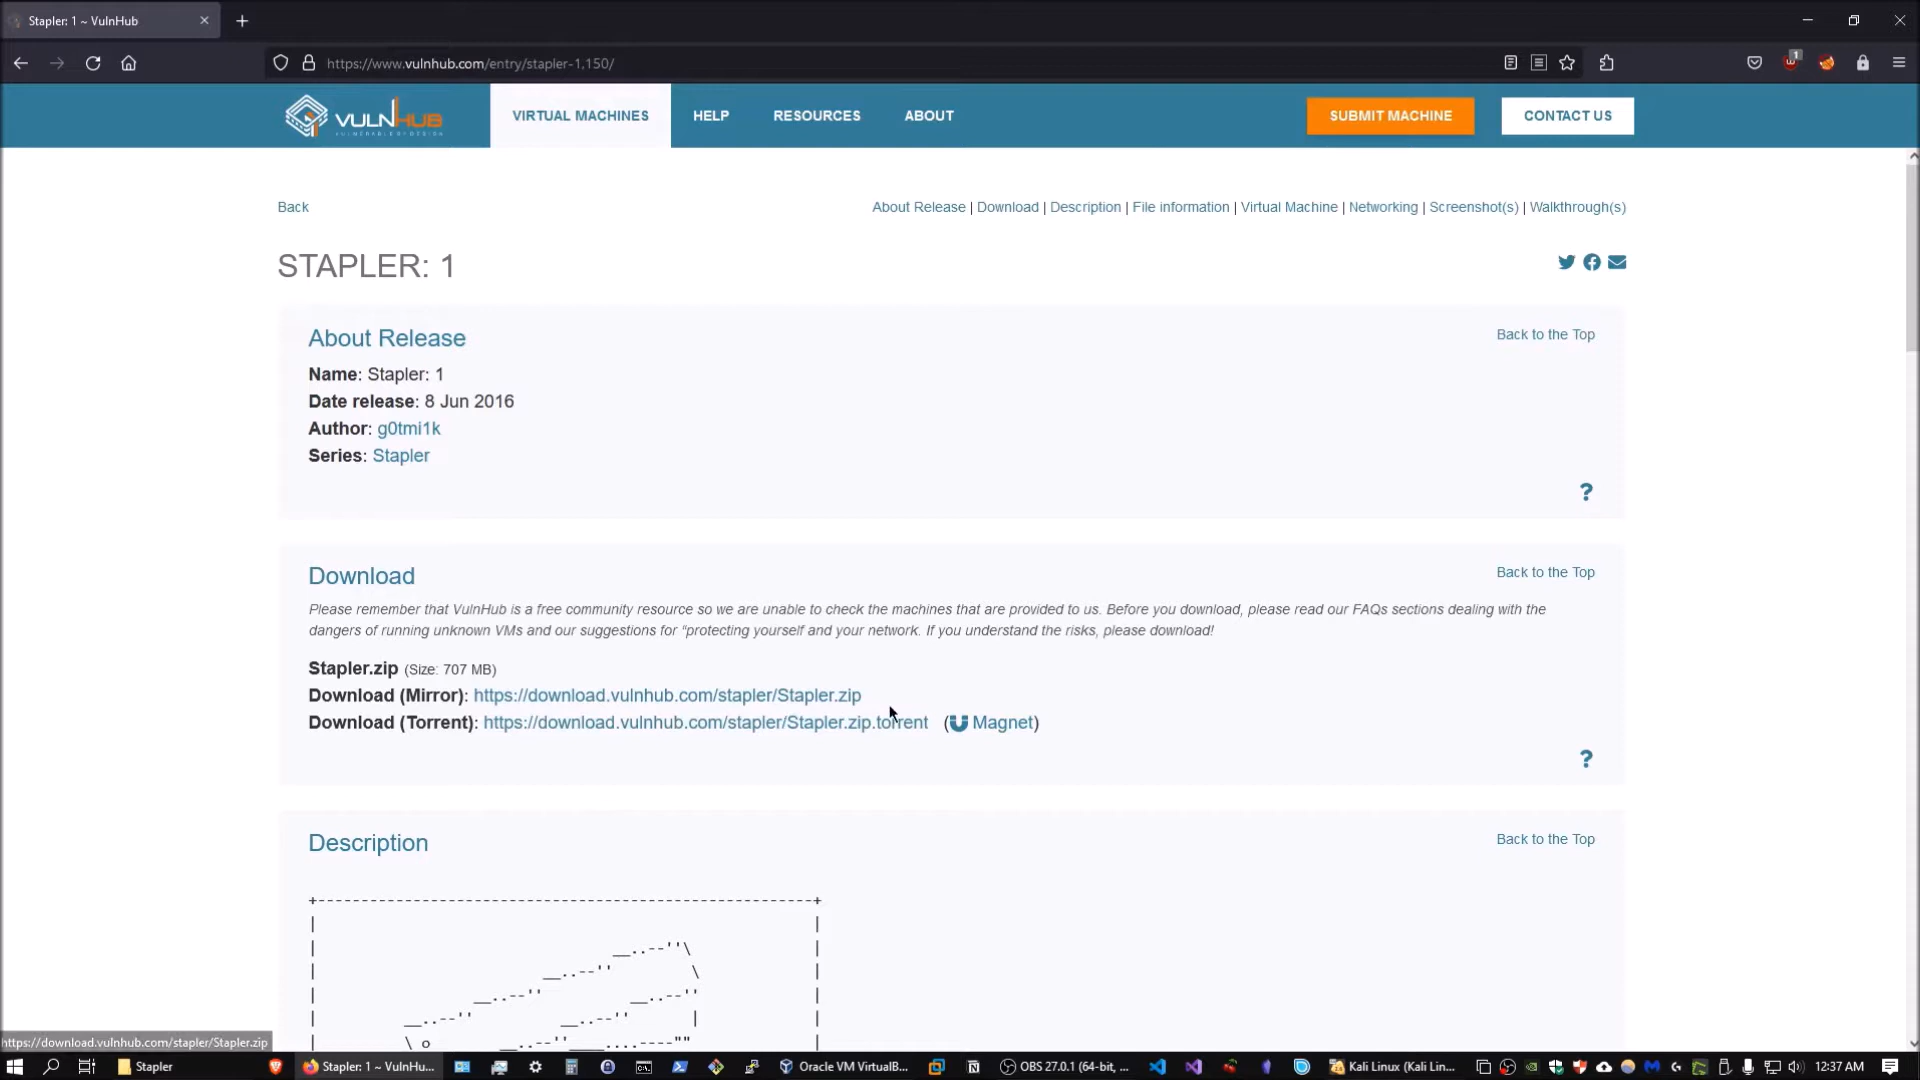 Stapler: 1 ~ VulnHub
https://www.vulnhub.com/entry/stapler-1,150/
1
VULNHUB
VULNERABLE BY DESIGN
VIRTUAL MACHINES
HELP
RESOURCES
ABOUT
SUBMIT MACHINE
CONTACT US
Back
About Release | Download | Description | File information | Virtual Machine | Networking | Screenshot(s) | Walkthrough(s)
STAPLER: 1
About Release
Back to the Top
Name: Stapler: 1
Date release: 8 Jun 2016
Author: g0tmi1k
Series: Stapler
?
Download
Back to the Top
Please remember that VulnHub is a free community resource so we are unable to check the machines that are provided to us. Before you download, please read our FAQs sections dealing with the
dangers of running unknown VMs and our suggestions for "protecting yourself and your network. If you understand the risks, please download!
Stapler.zip (Size: 707 MB)
Download (Mirror): https://download.vulnhub.com/stapler/Stapler.zip
Download (Torrent): https://download.vulnhub.com/stapler/Stapler.zip.torrent (Magnet)
?
Description
Back to the Top
https://download.vulnhub.com/stapler/Stapler.zip
Stapler
Stapler: 1 ~ VulnHu...
Oracle VM VirtualB...
OBS 27.0.1 (64-bit, ...
Kali Linux (Kali Lin...
12:37 AM